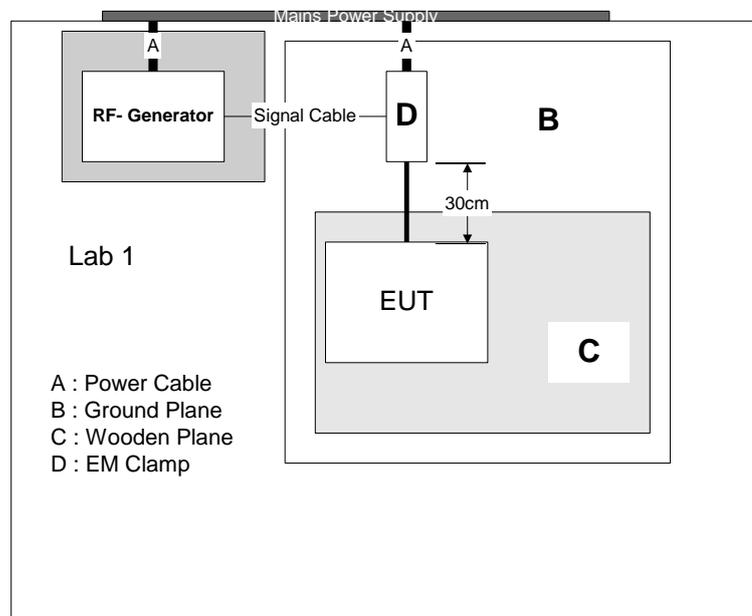 Mains Power Supply
A
A
RF- Generator
Signal Cable
D
B
30cm
Lab 1
EUT
C
A : Power Cable
B : Ground Plane
C : Wooden Plane
D : EM Clamp